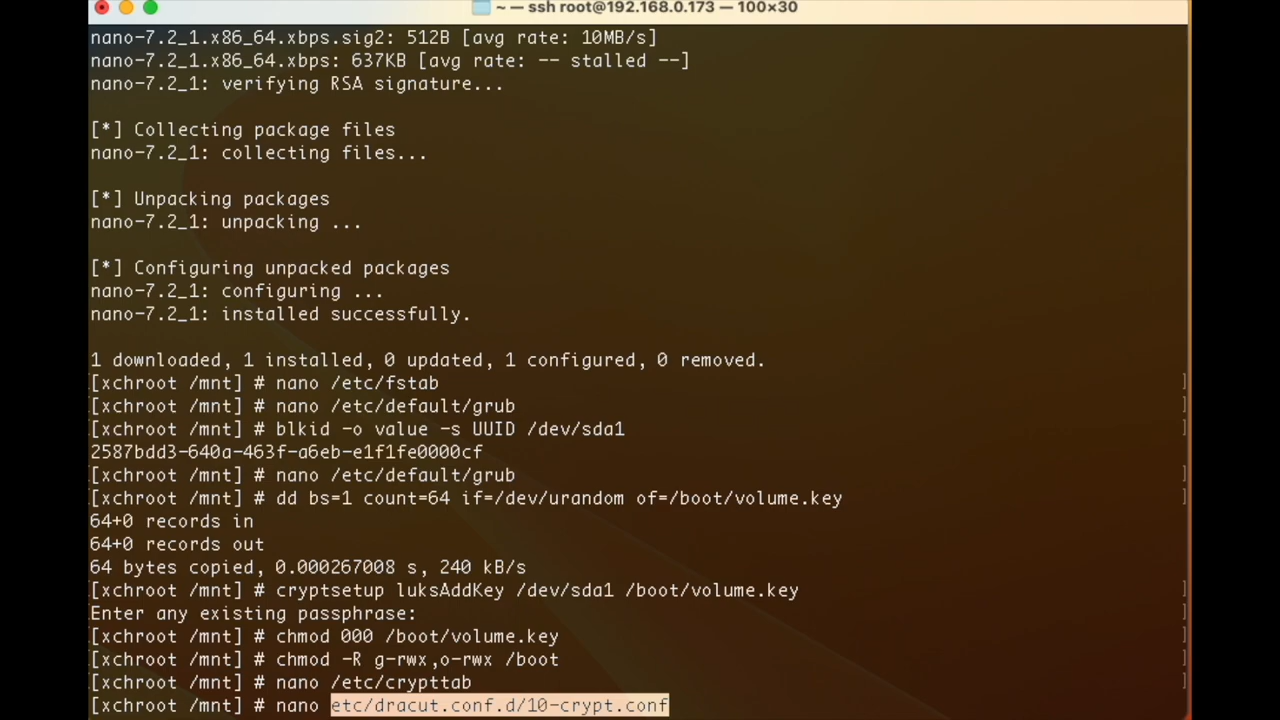 ~ — ssh root@192.168.0.173 — 100×30
nano-7.2_1.x86_64.xbps.sig2: 512B [avg rate: 10MB/s]
nano-7.2_1.x86_64.xbps: 637KB [avg rate: -- stalled --]
nano-7.2_1: verifying RSA signature...
[*] Collecting package files
nano-7.2_1: collecting files...
[*] Unpacking packages
nano-7.2_1: unpacking ...
[*] Configuring unpacked packages
nano-7.2_1: configuring ...
nano-7.2_1: installed successfully.
1 downloaded, 1 installed, 0 updated, 1 configured, 0 removed.
[xchroot /mnt] # nano /etc/fstab ]
[xchroot /mnt] # nano /etc/default/grub ]
[xchroot /mnt] # blkid -o value -s UUID /dev/sda1 ]
2587bdd3-640a-463f-a6eb-e1f1fe0000cf
[xchroot /mnt] # nano /etc/default/grub ]
[xchroot /mnt] # dd bs=1 count=64 if=/dev/urandom of=/boot/volume.key ]
64+0 records in
64+0 records out
64 bytes copied, 0.000267008 s, 240 kB/s
[xchroot /mnt] # cryptsetup luksAddKey /dev/sda1 /boot/volume.key ]
Enter any existing passphrase: ]
[xchroot /mnt] # chmod 000 /boot/volume.key ]
[xchroot /mnt] # chmod -R g-rwx,o-rwx /boot ]
[xchroot /mnt] # nano /etc/crypttab ]
[xchroot /mnt] # nano etc/dracut.conf.d/10-crypt.conf